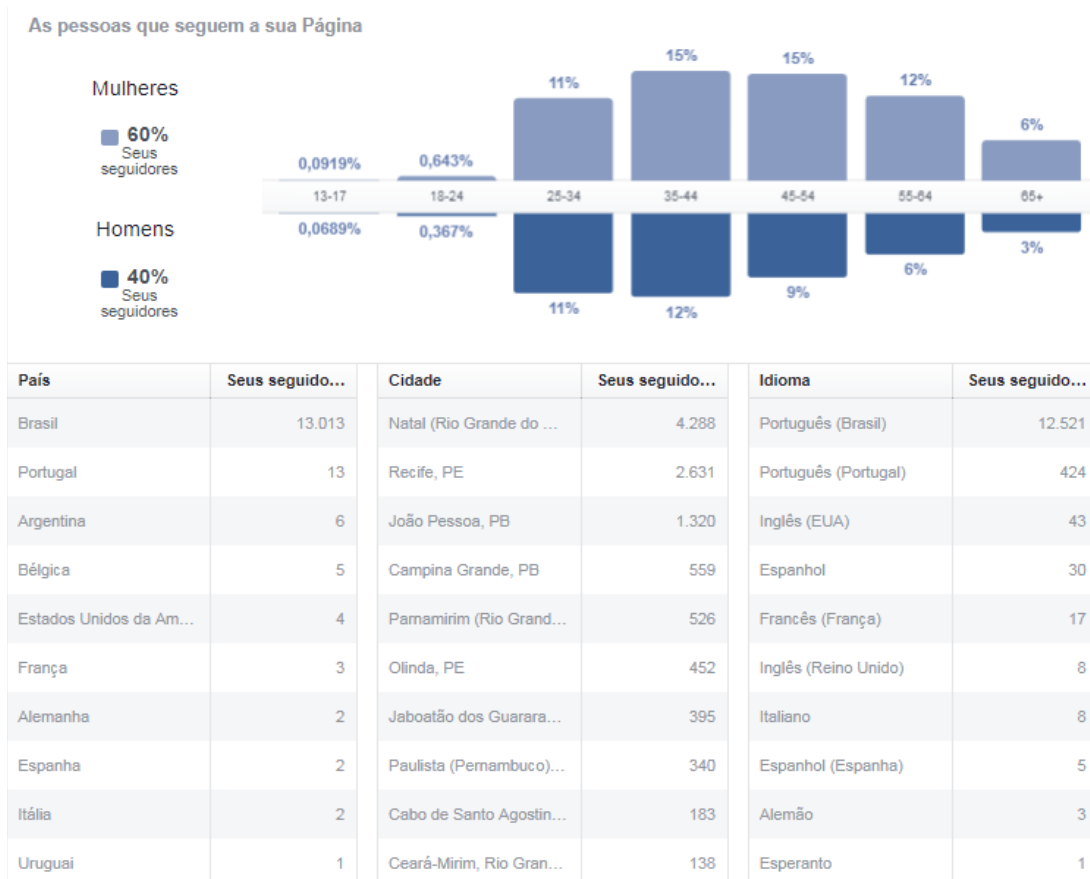 As pessoas que seguem a sua Página
Mulheres
60%
Seus
seguidores
Homens
40%
Seus
seguidores
0,0919% 0,643% 11% 15% 15% 12% 6%
13-17 18-24 25-34 35-44 45-54 55-64 65+
0,0689% 0,367% 11% 12% 9% 6% 3%
País Seus seguido... Cidade Seus seguido... Idioma Seus seguido...
Brasil 13.013 Natal (Rio Grande do ... 4.288 Português (Brasil) 12.521
Portugal 13 Recife, PE 2.631 Português (Portugal) 424
Argentina 6 João Pessoa, PB 1.320 Inglês (EUA) 43
Bélgica 5 Campina Grande, PB 559 Espanhol 30
Estados Unidos da Am... 4 Parnamirim (Rio Grand... 526 Francês (França) 17
França 3 Olinda, PE 452 Inglês (Reino Unido) 8
Alemanha 2 Jaboatão dos Guarara... 395 Italiano 8
Espanha 2 Paulista (Pernambuco)... 340 Espanhol (Espanha) 5
Itália 2 Cabo de Santo Agostin... 183 Alemão 3
Uruguai 1 Ceará-Mirim, Rio Gran... 138 Esperanto 1